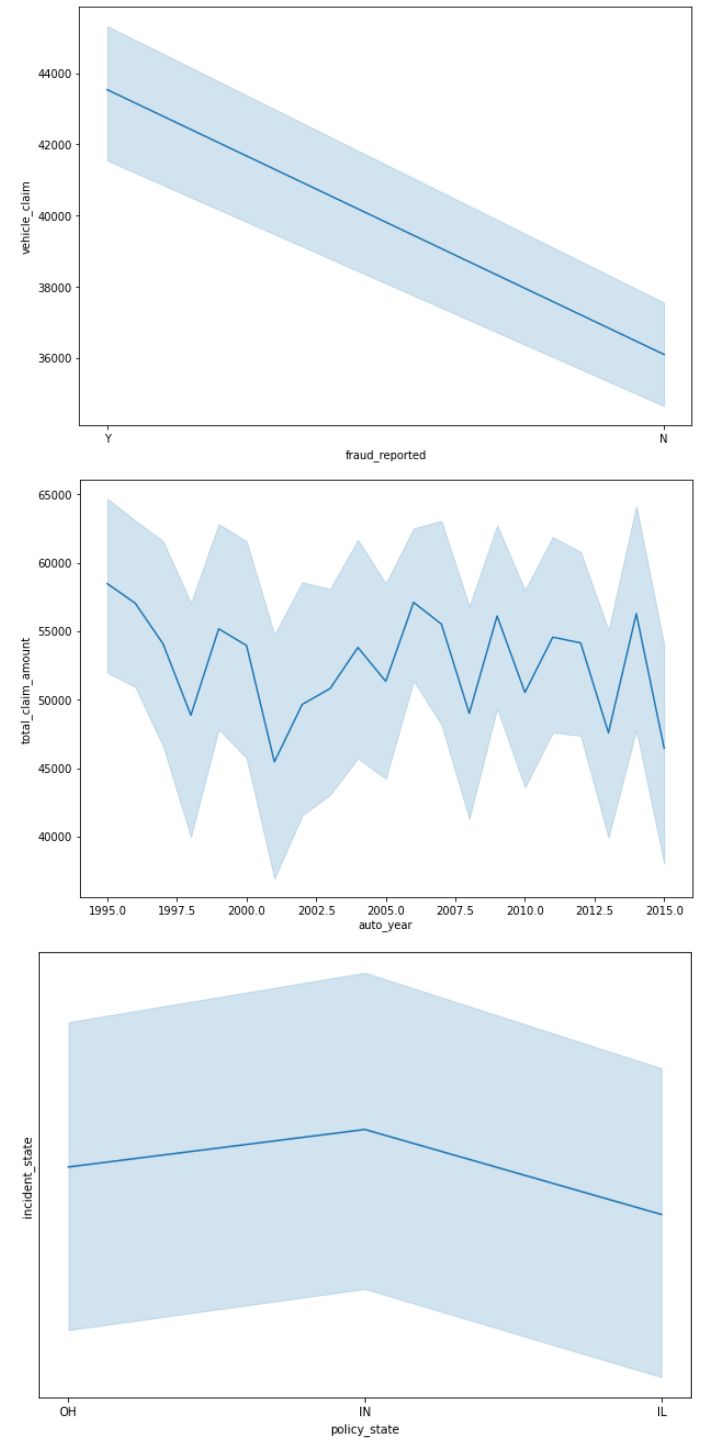 44000
42000
40000
38000
36000
vehicle_claim
Y N
fraud_reported
65000
60000
55000
50000
45000
40000
total_claim_amount
1995.0 1997.5 2000.0 2002.5 2005.0 2007.5 2010.0 2012.5 2015.0
auto_year
incident_state
OH IN IL
policy_state